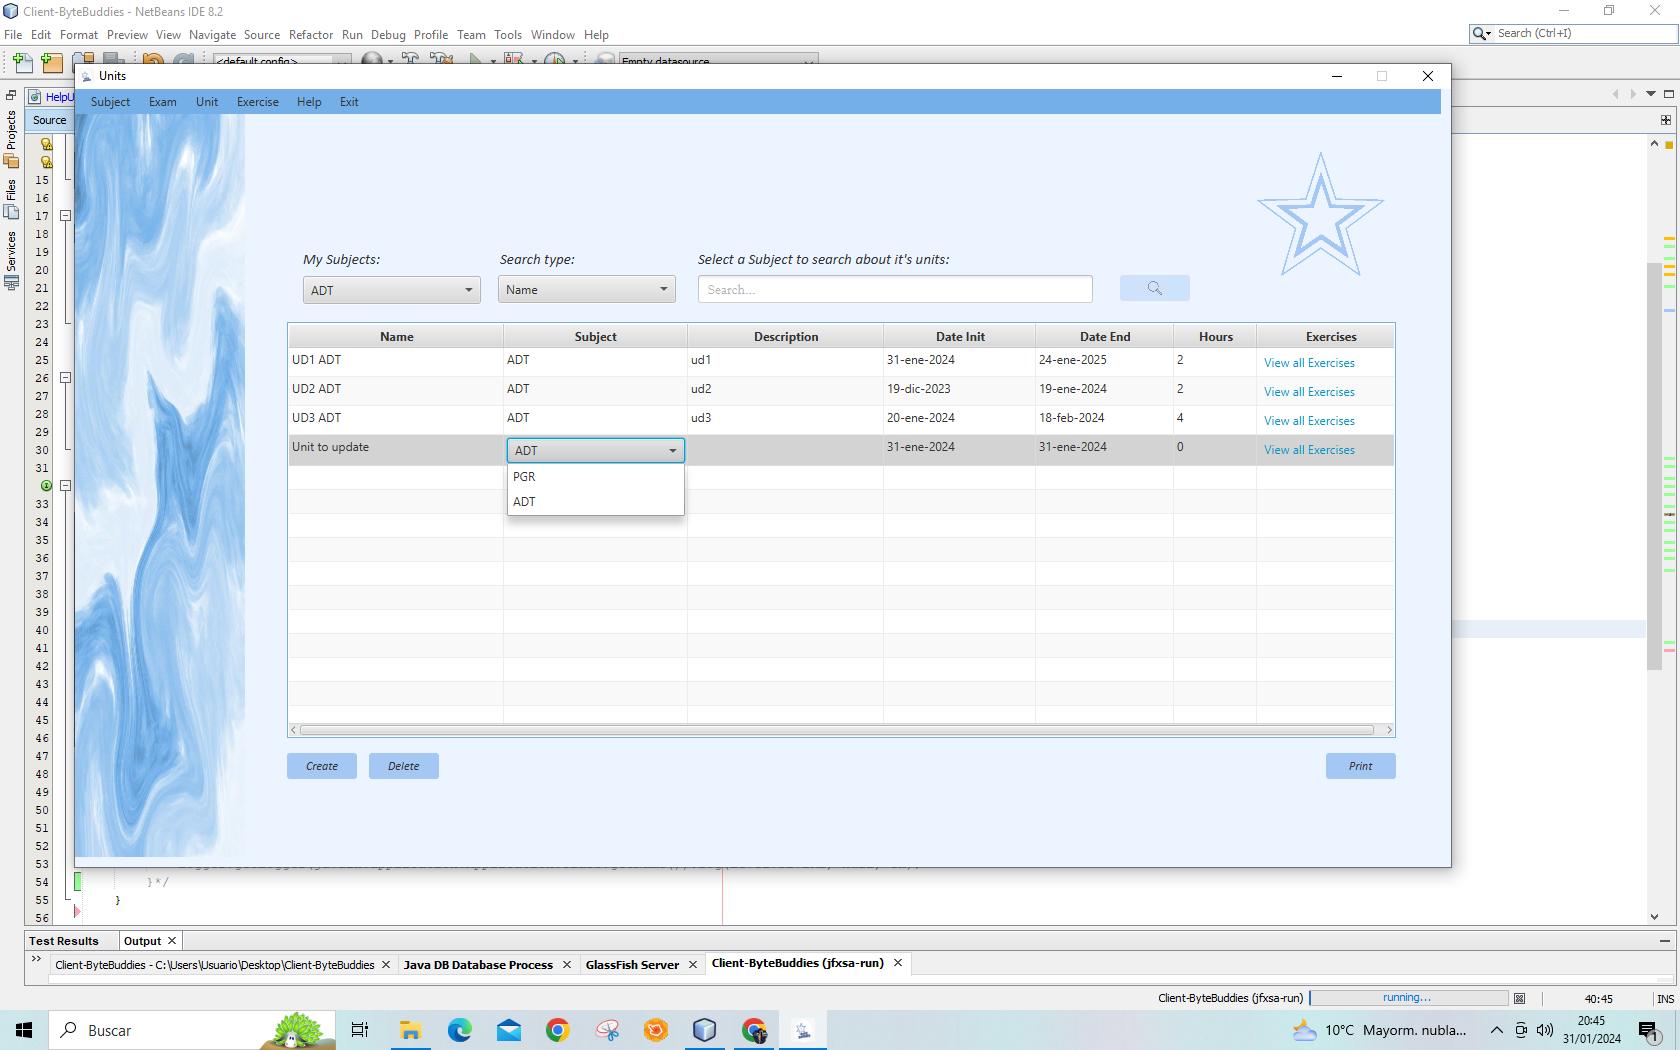 Client-ByteBuddies - NetBeans IDE 8.2
File Edit Format Preview View Navigate Source Refactor Run Debug Profile Team Tools Window Help
Search (Ctrl+I)
<default config>
Empty datasource
Units
HelpU
Subject Exam Unit Exercise Help Exit
Source
Projects
Files
Services
15
16
17
18
19
20
21
22
23
24
25
26
27
28
29
30
31
33
34
35
36
37
38
39
40
41
42
43
44
45
46
47
48
49
50
51
52
53
54
55
56
My Subjects: Search type: Select a Subject to search about it's units:
ADT Name Search...
Name Subject Description Date Init Date End Hours Exercises
UD1 ADT ADT ud1 31-ene-2024 24-ene-2025 2 View all Exercises
UD2 ADT ADT ud2 19-dic-2023 19-ene-2024 2 View all Exercises
UD3 ADT ADT ud3 20-ene-2024 18-feb-2024 4 View all Exercises
Unit to update ADT 31-ene-2024 31-ene-2024 0 View all Exercises
PGR
ADT
Create Delete Print
}*/
}
Test Results Output
Client-ByteBuddies - C:\Users\Usuario\Desktop\Client-ByteBuddies Java DB Database Process GlassFish Server Client-ByteBuddies (jfxsa-run)
Client-ByteBuddies (jfxsa-run) running... 40:45 INS
Buscar
10°C Mayorm. nubla...
20:45
31/01/2024
1